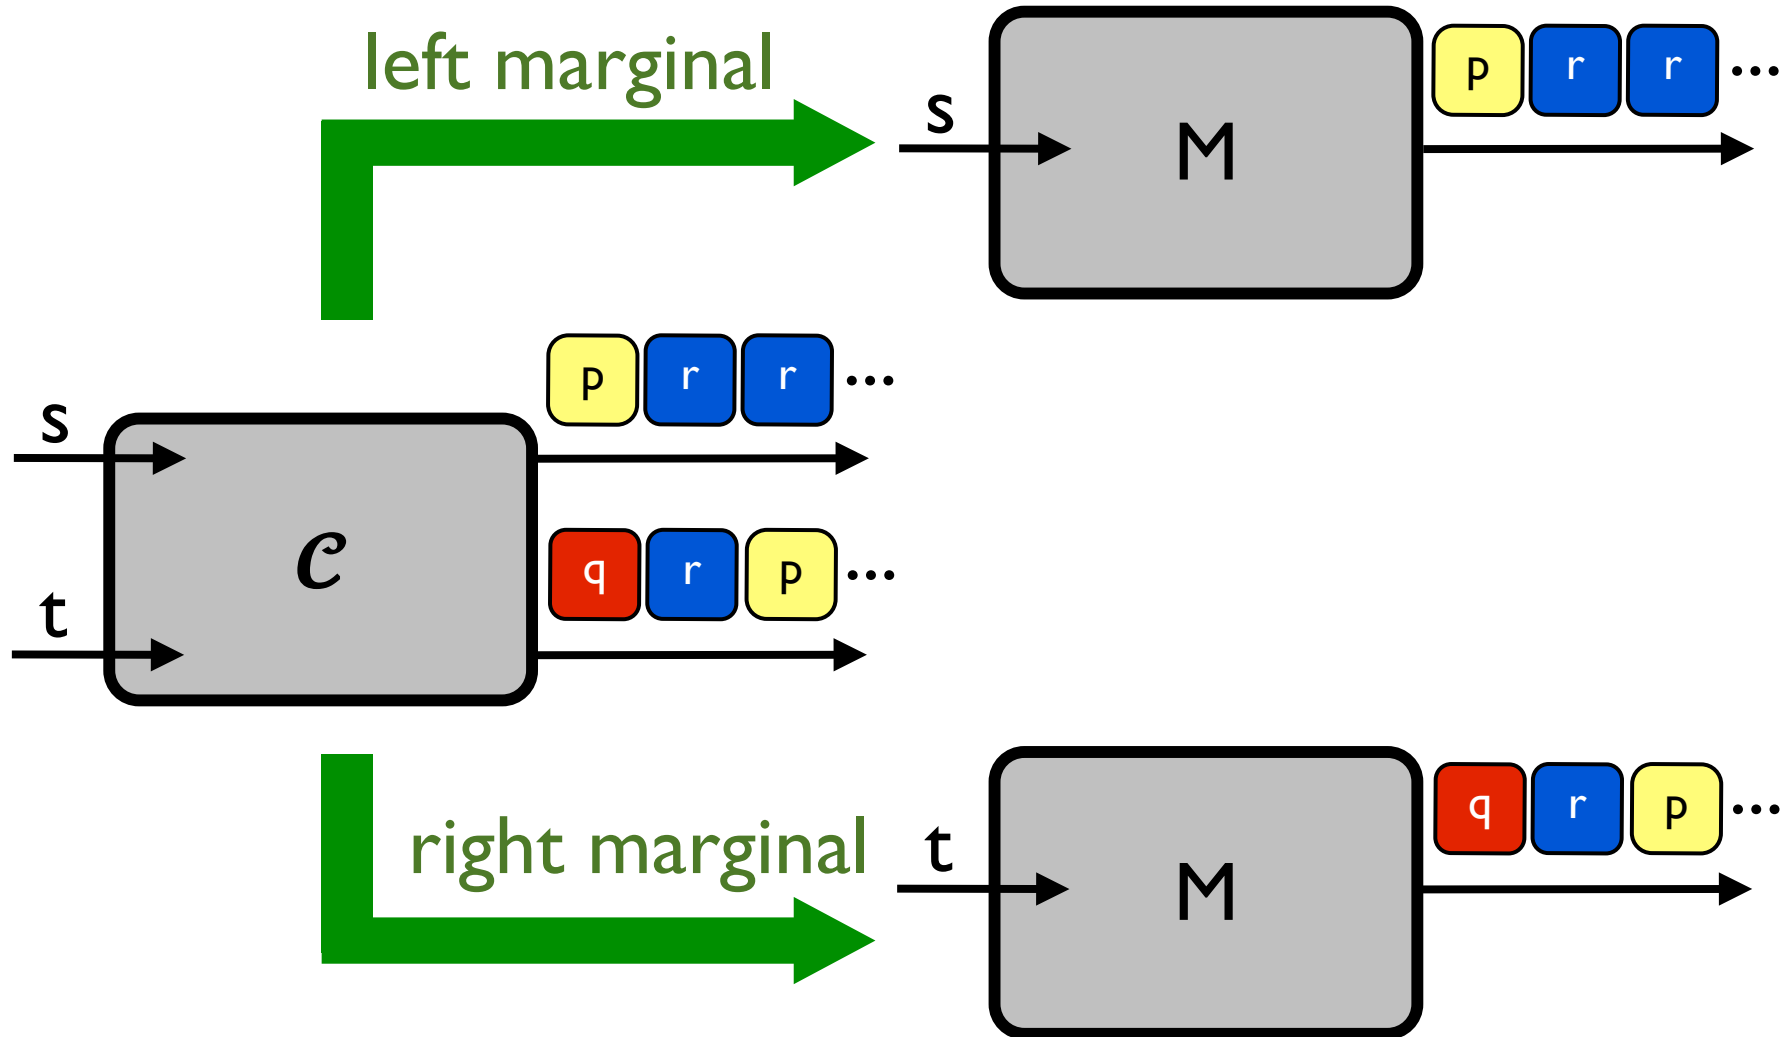 left marginal
s
M
p r r ...
s
t
C
p r r ...
q r p ...
right marginal
t
M
q r p ...